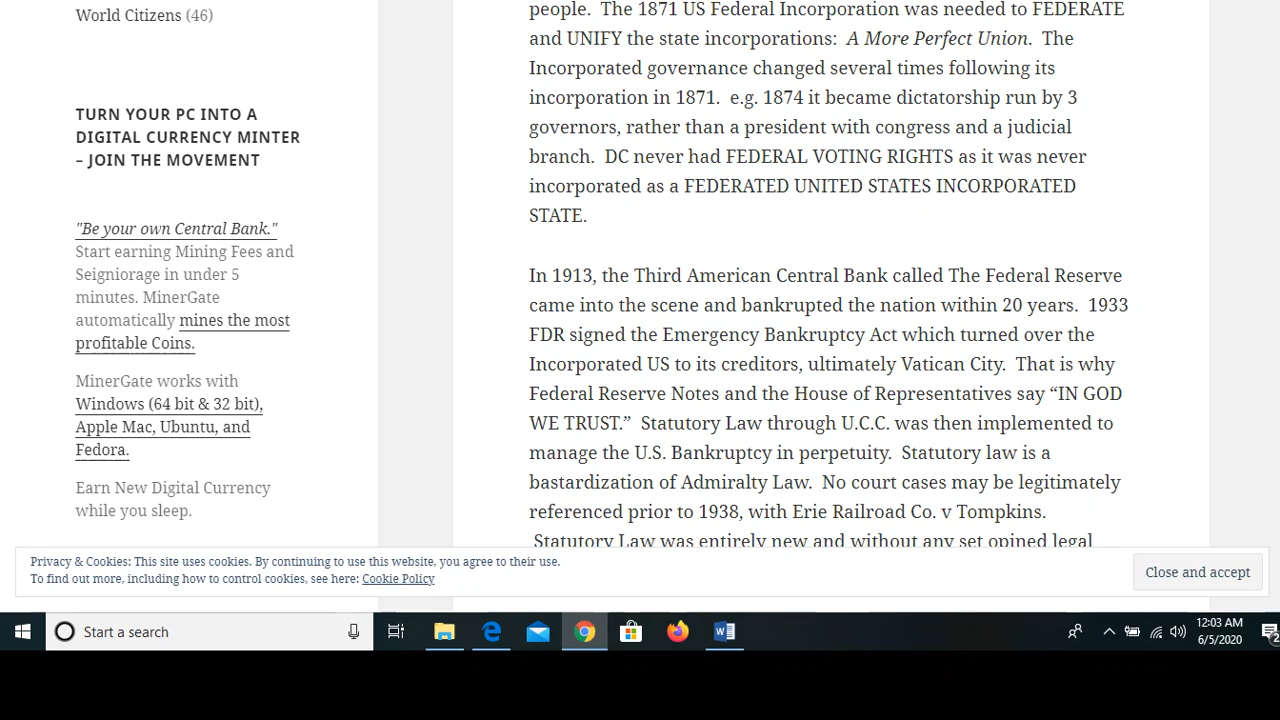 World Citizens (46)
TURN YOUR PC INTO A
DIGITAL CURRENCY MINTER
– JOIN THE MOVEMENT
"Be your own Central Bank."
Start earning Mining Fees and
Seigniorage in under 5
minutes. MinerGate
automatically mines the most
profitable Coins.
MinerGate works with
Windows (64 bit & 32 bit),
Apple Mac, Ubuntu, and
Fedora.
Earn New Digital Currency
while you sleep.
people.  The 1871 US Federal Incorporation was needed to FEDERATE
and UNIFY the state incorporations:  A More Perfect Union.  The
Incorporated governance changed several times following its
incorporation in 1871.  e.g. 1874 it became dictatorship run by 3
governors, rather than a president with congress and a judicial
branch.  DC never had FEDERAL VOTING RIGHTS as it was never
incorporated as a FEDERATED UNITED STATES INCORPORATED
STATE.
In 1913, the Third American Central Bank called The Federal Reserve
came into the scene and bankrupted the nation within 20 years.  1933
FDR signed the Emergency Bankruptcy Act which turned over the
Incorporated US to its creditors, ultimately Vatican City.  That is why
Federal Reserve Notes and the House of Representatives say “IN GOD
WE TRUST.”  Statutory Law through U.C.C. was then implemented to
manage the U.S. Bankruptcy in perpetuity.  Statutory law is a
bastardization of Admiralty Law.  No court cases may be legitimately
referenced prior to 1938, with Erie Railroad Co. v Tompkins.
Statutory Law was entirely new and without any set opined legal
Privacy & Cookies: This site uses cookies. By continuing to use this website, you agree to their use.
To find out more, including how to control cookies, see here: Cookie Policy
Close and accept
Start a search
12:03 AM
6/5/2020
2